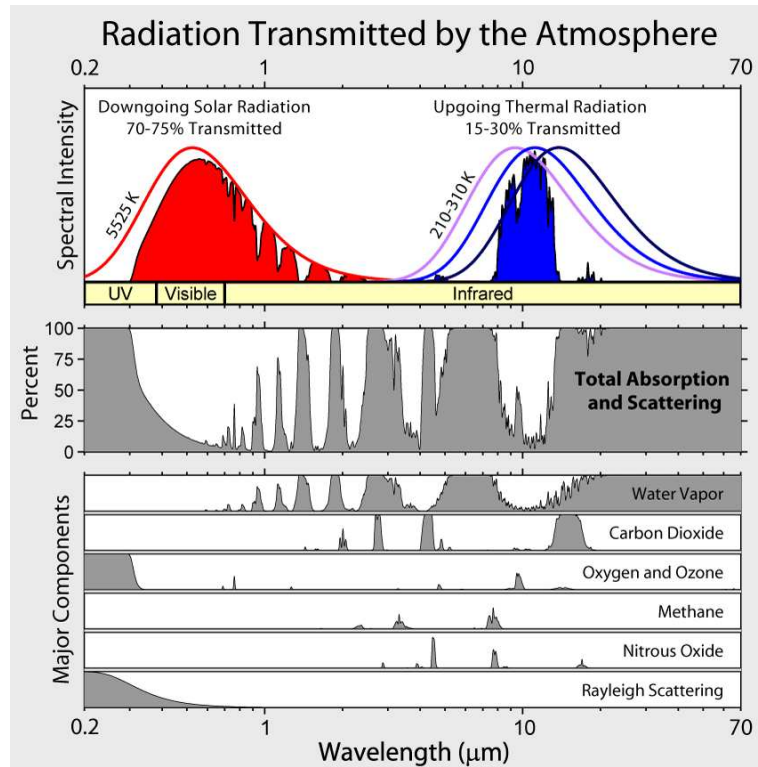 Radiation Transmitted by the Atmosphere
0.2 1 10 70
Spectral Intensity
Downgoing Solar Radiation
70-75% Transmitted
Upgoing Thermal Radiation
15-30% Transmitted
5525 K
210-310 K
UV Visible Infrared
Percent
100
75
50
25
0
Total Absorption
and Scattering
Major Components
Water Vapor
Carbon Dioxide
Oxygen and Ozone
Methane
Nitrous Oxide
Rayleigh Scattering
0.2 1 10 70
Wavelength (μm)